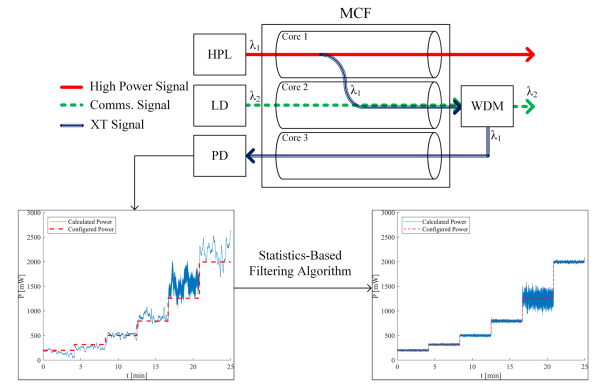 MCF
HPL
λ1
Core 1
High Power Signal
Comms. Signal
XT Signal
LD
λ2
Core 2
λ1
WDM
λ2
λ1
PD
Core 3
3000
2500
2000
1500
1000
500
0
P [mW]
Calculated Power
Configured Power
0
5
10
15
20
25
t [min]
Statistics-Based
Filtering Algorithm
3000
2500
2000
1500
1000
500
0
P [mW]
Calculated Power
Configured Power
0
5
10
15
20
25
t [min]